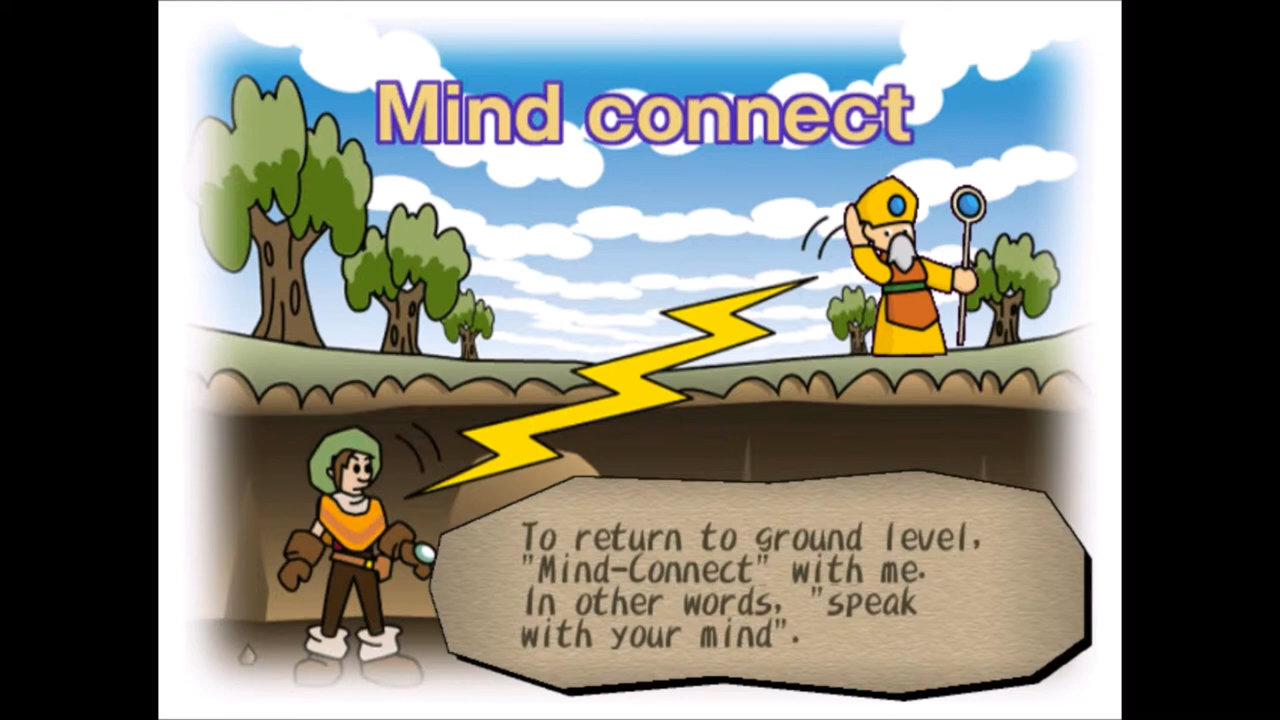 Mind connect
To return to ground level,
"Mind-Connect" with me.
In other words, "speak
with your mind".